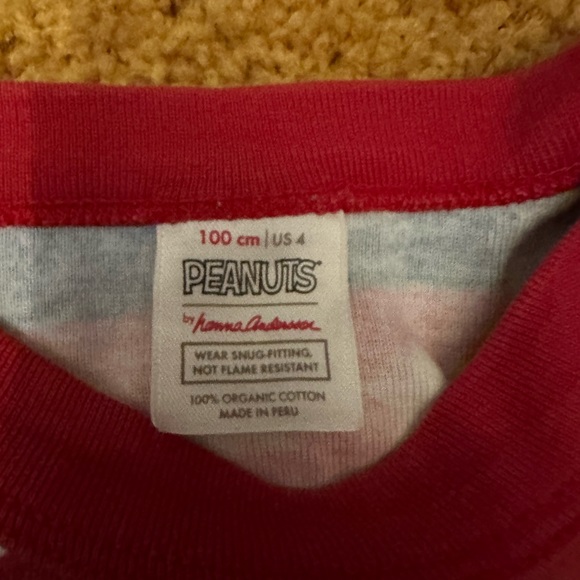 100 cm | US 4
PEANUTS
by hanna Andersson
WEAR SNUG-FITTING,
NOT FLAME RESISTANT
100% ORGANIC COTTON
MADE IN PERU